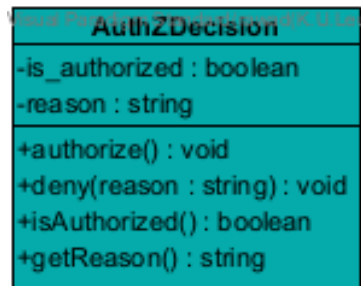 AuthZDecision
-is_authorized : boolean
-reason : string
+authorize() : void
+deny(reason : string) : void
+isAuthorized() : boolean
+getReason() : string